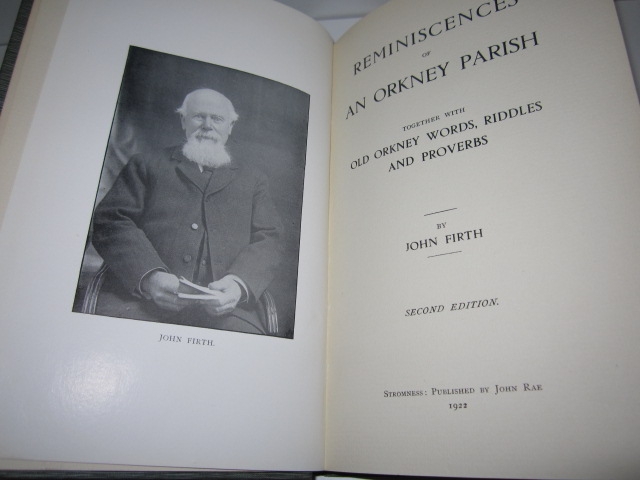 JOHN FIRTH.
REMINISCENCES
OF
AN ORKNEY PARISH
TOGETHER WITH
OLD ORKNEY WORDS, RIDDLES
AND PROVERBS
BY
JOHN FIRTH
SECOND EDITION.
STROMNESS: PUBLISHED BY JOHN RAE
1922